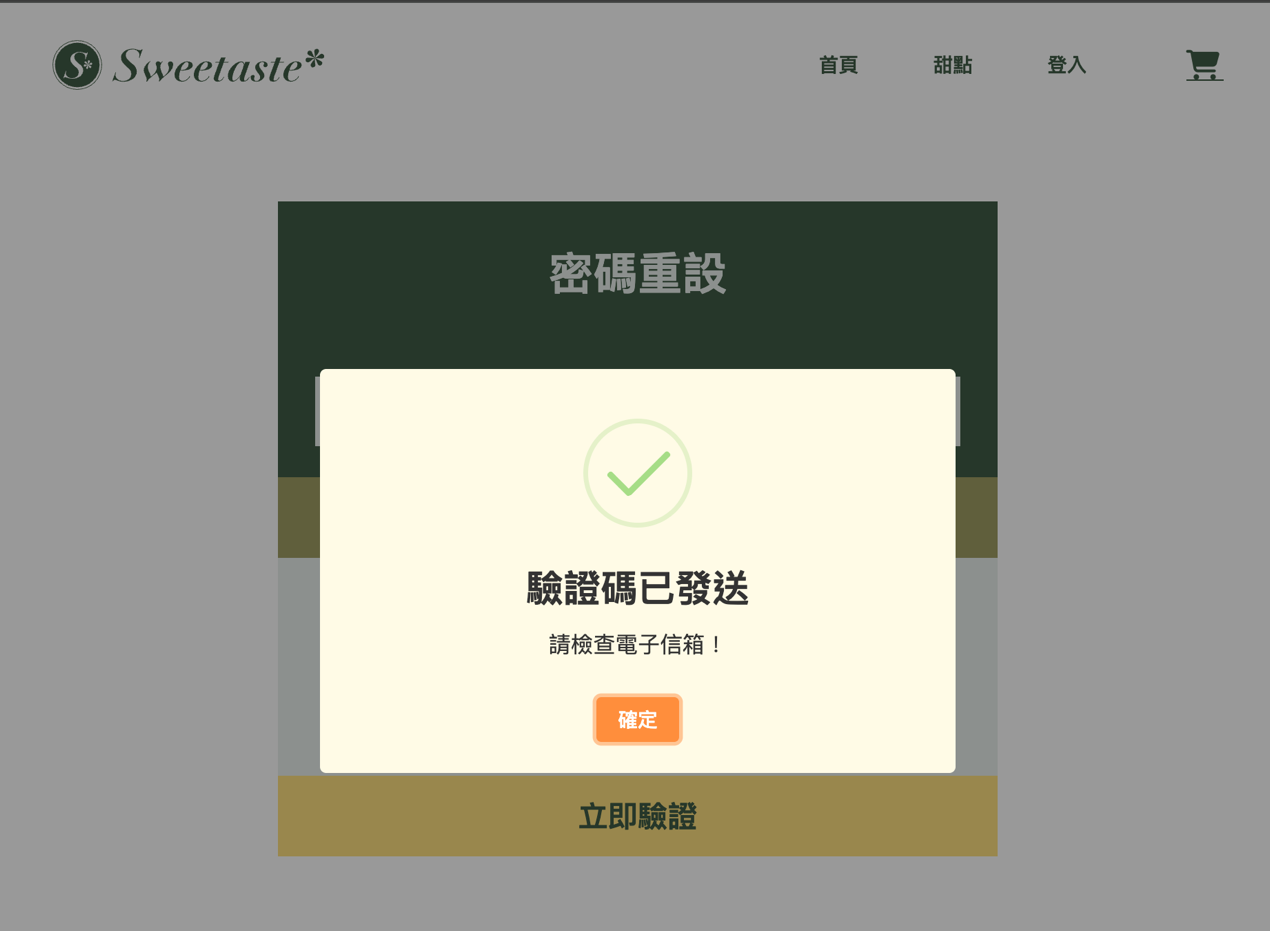 S* Sweetaste*
首頁
甜點
登入
密碼重設
驗證碼已發送
請檢查電子信箱！
確定
立即驗證